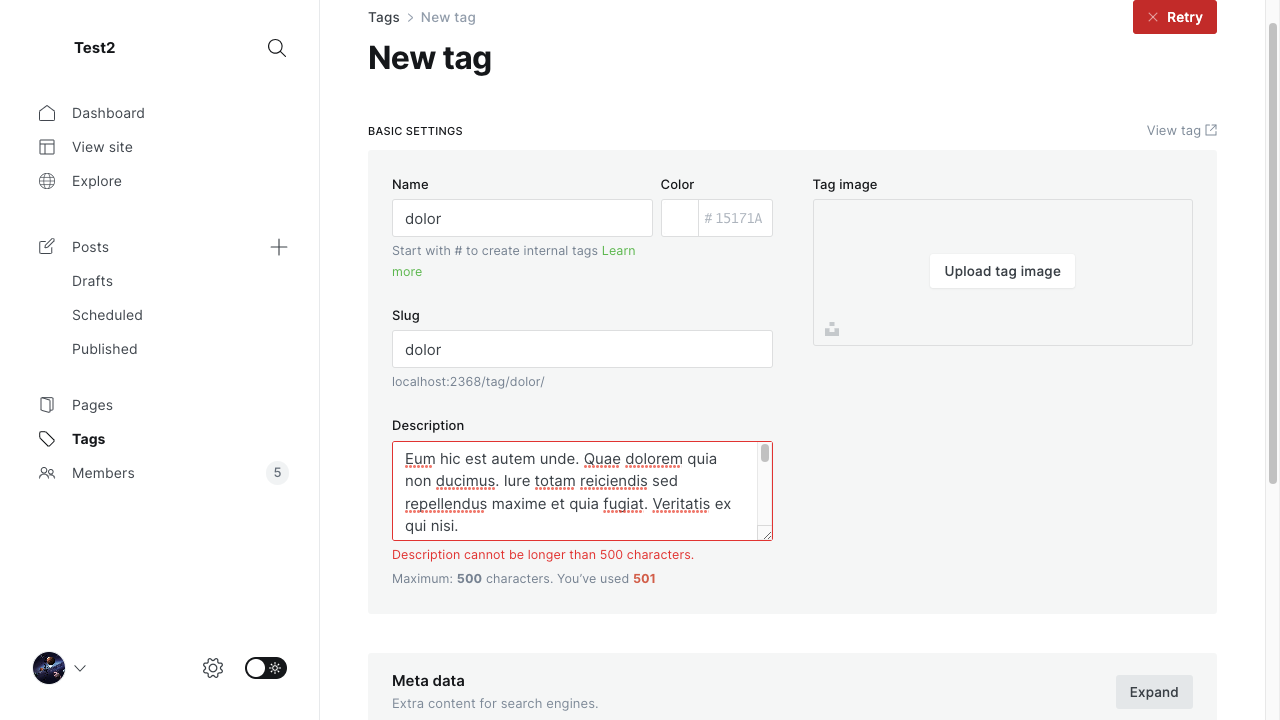 Test2
Dashboard
View site
Explore
Posts
Drafts
Scheduled
Published
Pages
Tags
Members
5
Tags
New tag
Retry
New tag
BASIC SETTINGS
View tag
Name
dolor
Color
# 15171A
Start with # to create internal tags Learn
more
Slug
dolor
localhost:2368/tag/dolor/
Description
Eum hic est autem unde. Quae dolorem quia
non ducimus. Iure totam reiciendis sed
repellendus maxime et quia fugiat. Veritatis ex
qui nisi.
Description cannot be longer than 500 characters.
Maximum: 500 characters. You’ve used 501
Tag image
Upload tag image
Meta data
Extra content for search engines.
Expand